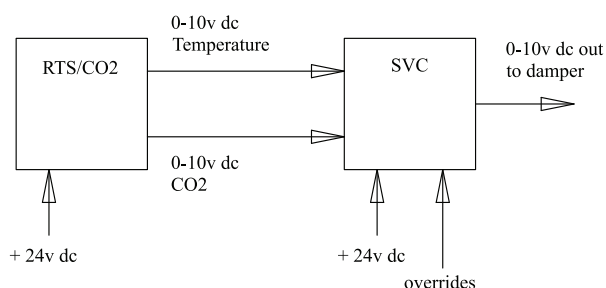 0-10v dc
Temperature
RTS/CO2
SVC
0-10v dc out
to damper
0-10v dc
CO2
+ 24v dc
+ 24v dc
overrides